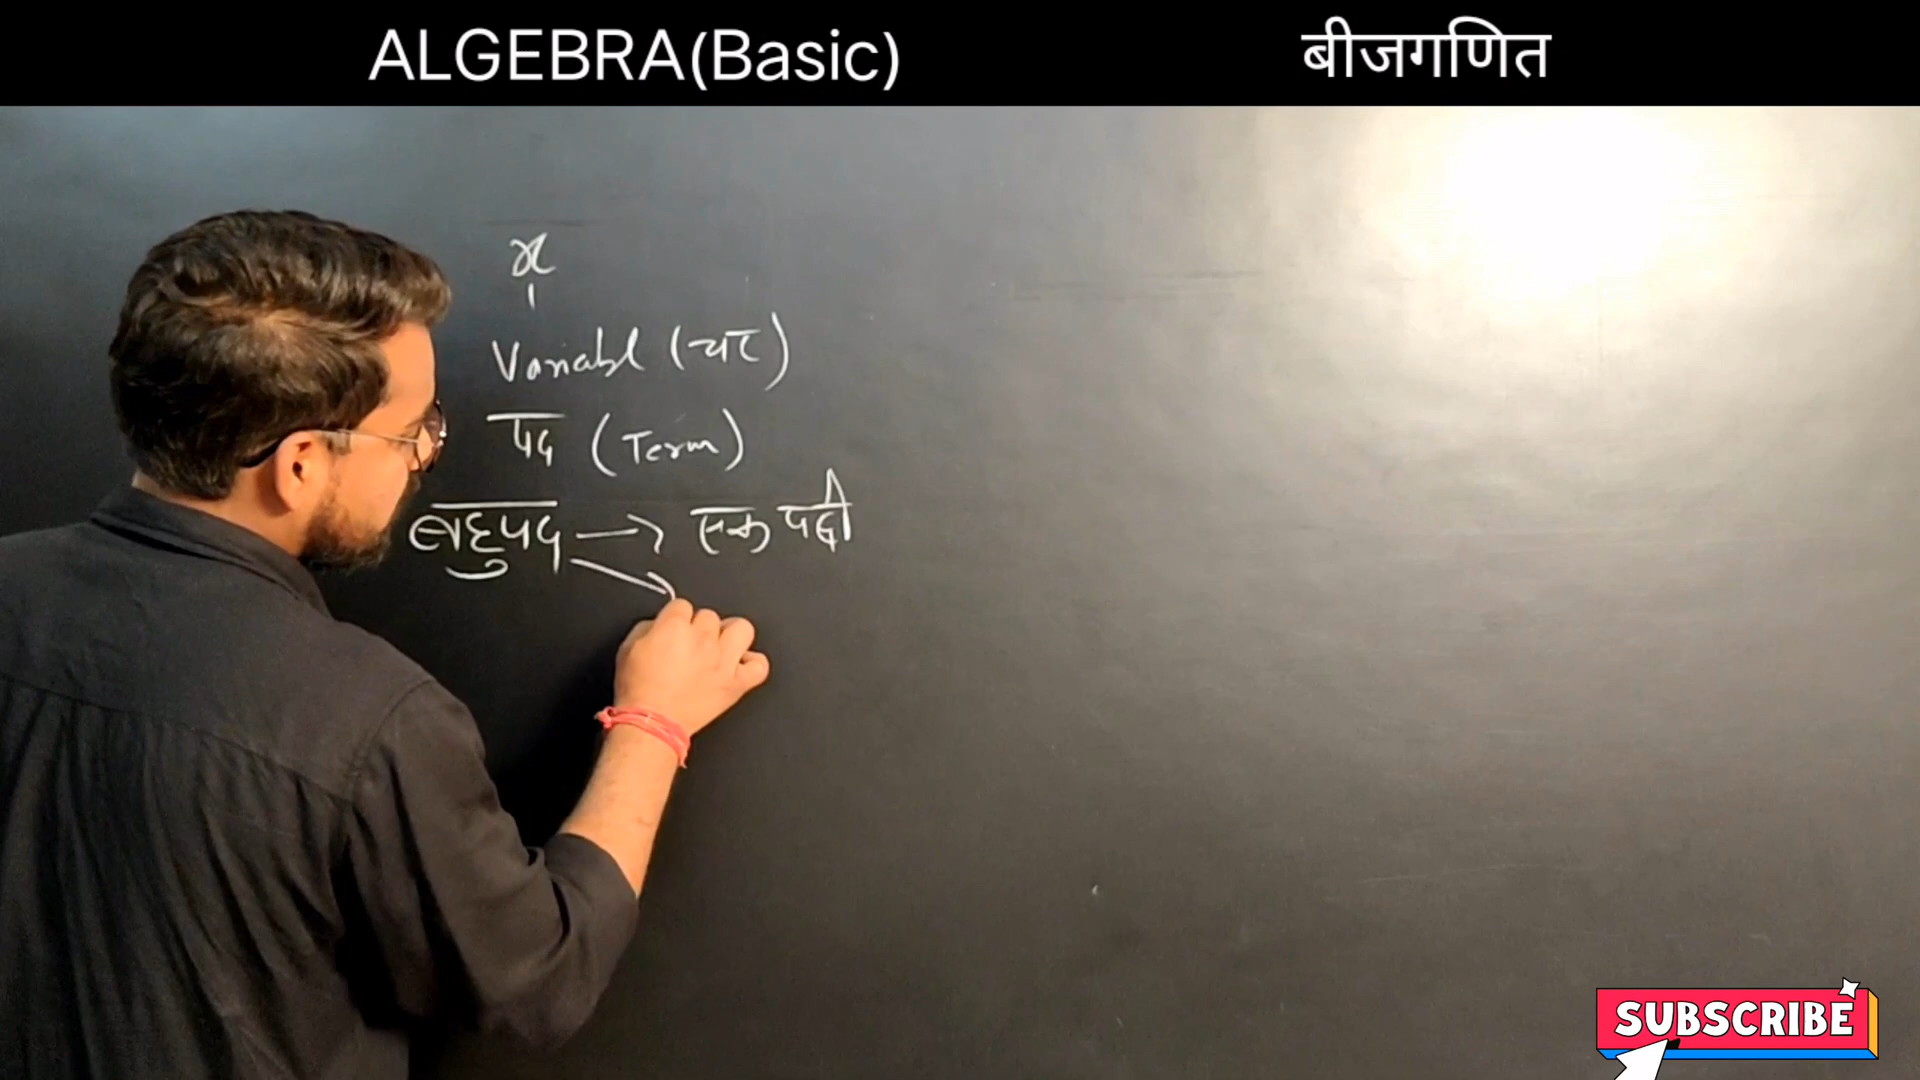 ALGEBRA(Basic) बीजगणित
x
Variabl (चर)
पद (Term)
बहुपद → एक पदी
SUBSCRIBE